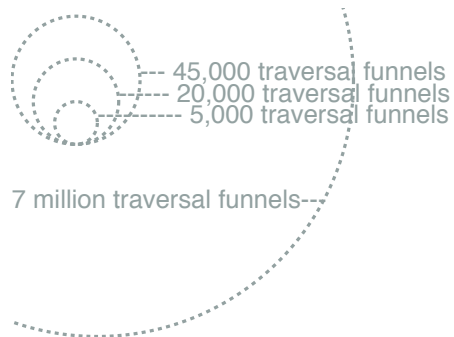 45,000 traversal funnels
20,000 traversal funnels
5,000 traversal funnels
7 million traversal funnels